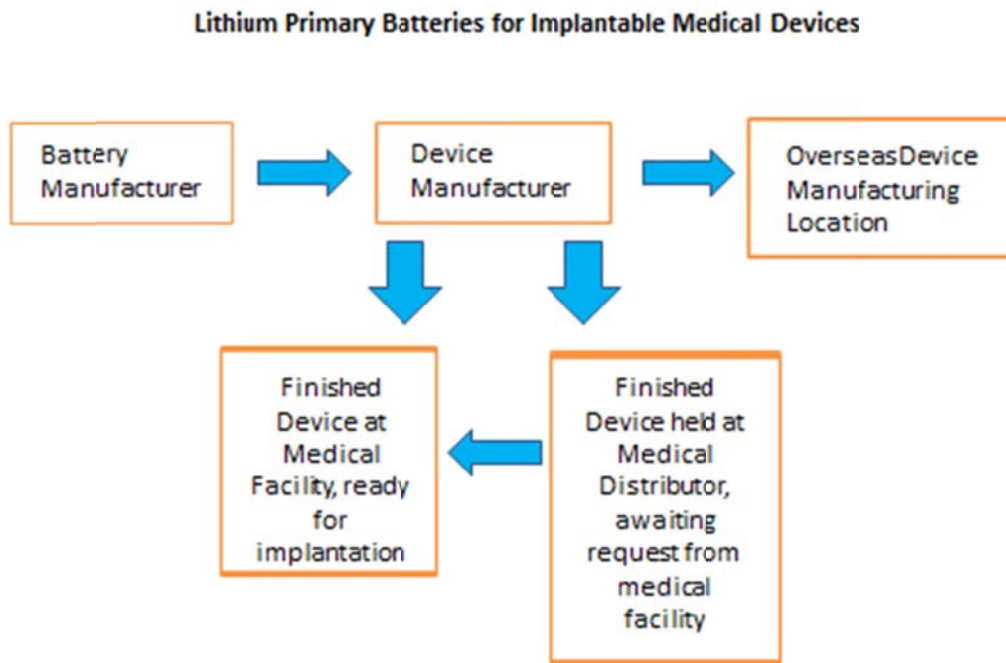 Lithium Primary Batteries for Implantable Medical Devices
Battery
Manufacturer
Device
Manufacturer
OverseasDevice
Manufacturing
Location
Finished
Device at
Medical
Facility, ready
for
implantation
Finished
Device held at
Medical
Distributor,
awaiting
request from
medical
facility